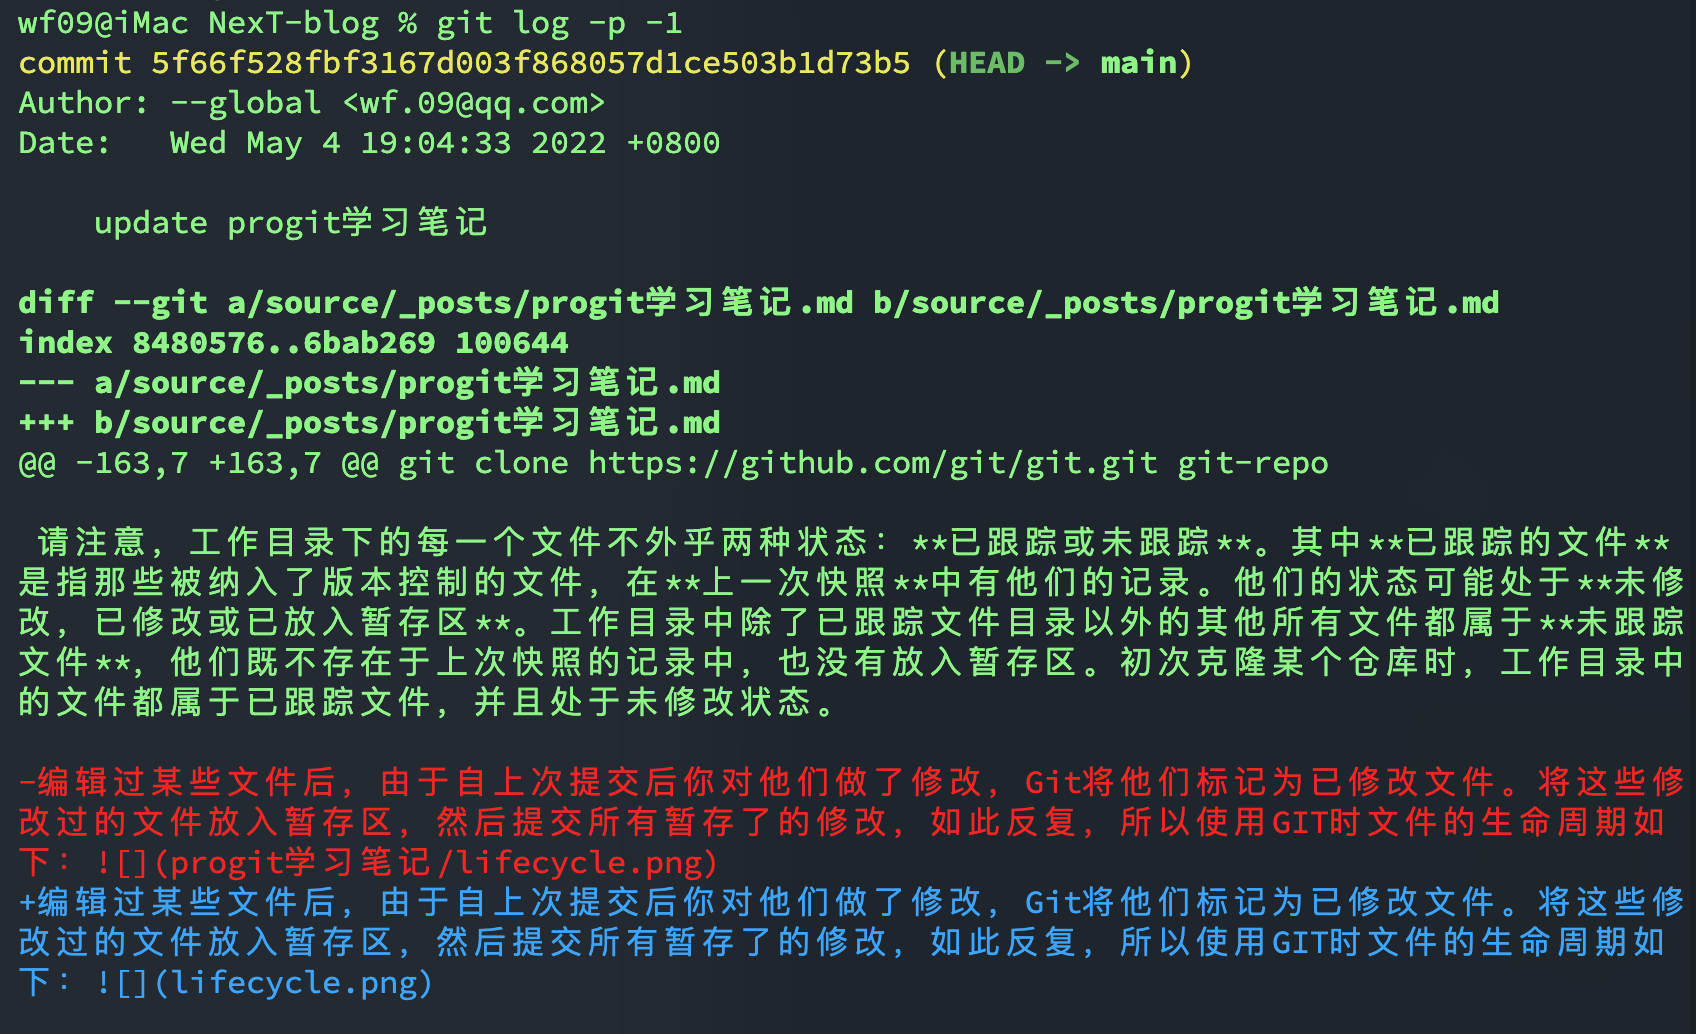 wf09@iMac NexT-blog % git log -p -1
commit 5f66f528fbf3167d003f868057d1ce503b1d73b5 (HEAD -> main)
Author: --global <wf.09@qq.com>
Date:   Wed May 4 19:04:33 2022 +0800
    update progit学习笔记
diff --git a/source/_posts/progit学习笔记.md b/source/_posts/progit学习笔记.md
index 8480576..6bab269 100644
--- a/source/_posts/progit学习笔记.md
+++ b/source/_posts/progit学习笔记.md
@@ -163,7 +163,7 @@ git clone https://github.com/git/git.git git-repo
 请注意，工作目录下的每一个文件不外乎两种状态：**已跟踪或未跟踪**。其中**已跟踪的文件**
是指那些被纳入了版本控制的文件，在**上一次快照**中有他们的记录。他们的状态可能处于**未修
改，已修改或已放入暂存区**。工作目录中除了已跟踪文件目录以外的其他所有文件都属于**未跟踪
文件**，他们既不存在于上次快照的记录中，也没有放入暂存区。初次克隆某个仓库时，工作目录中
的文件都属于已跟踪文件，并且处于未修改状态。
-编辑过某些文件后，由于自上次提交后你对他们做了修改，Git将他们标记为已修改文件。将这些修
改过的文件放入暂存区，然后提交所有暂存了的修改，如此反复，所以使用GIT时文件的生命周期如
下：![](progit学习笔记/lifecycle.png)
+编辑过某些文件后，由于自上次提交后你对他们做了修改，Git将他们标记为已修改文件。将这些修
改过的文件放入暂存区，然后提交所有暂存了的修改，如此反复，所以使用GIT时文件的生命周期如
下：![](lifecycle.png)